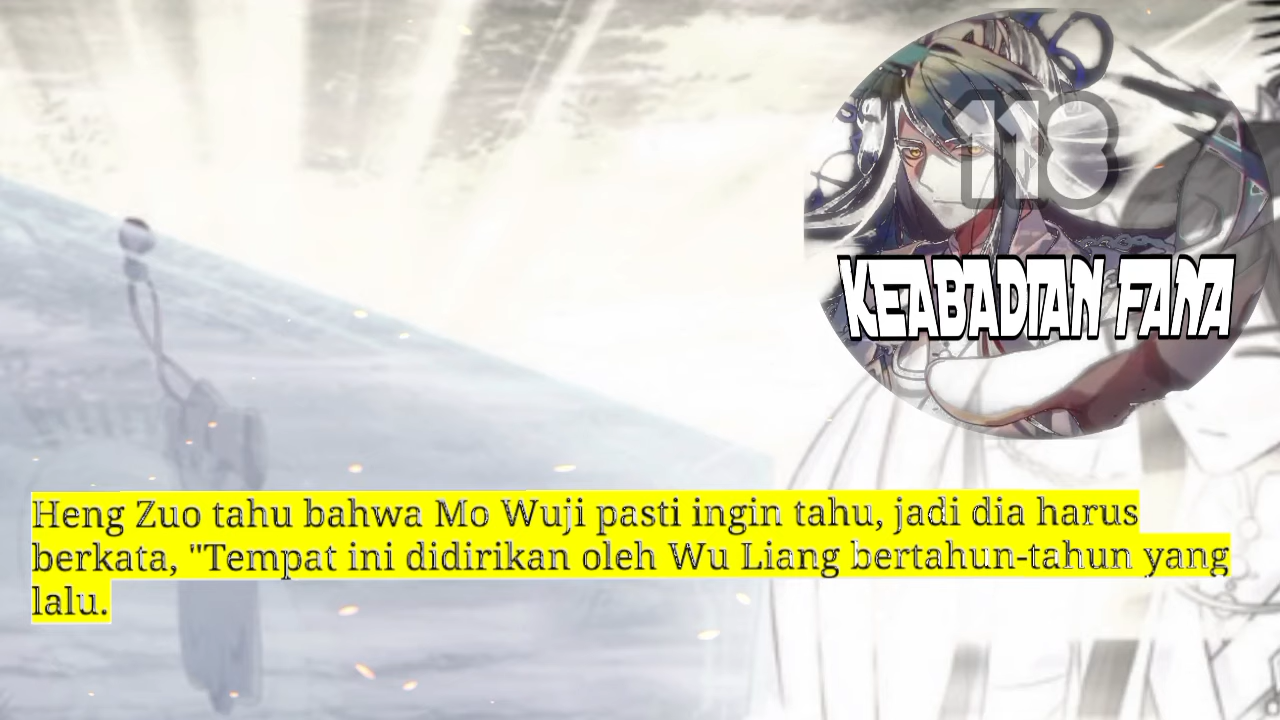 118
KEABADIAN FANA
Heng Zuo tahu bahwa Mo Wuji pasti ingin tahu, jadi dia harus
berkata, "Tempat ini didirikan oleh Wu Liang bertahun-tahun yang
lalu.